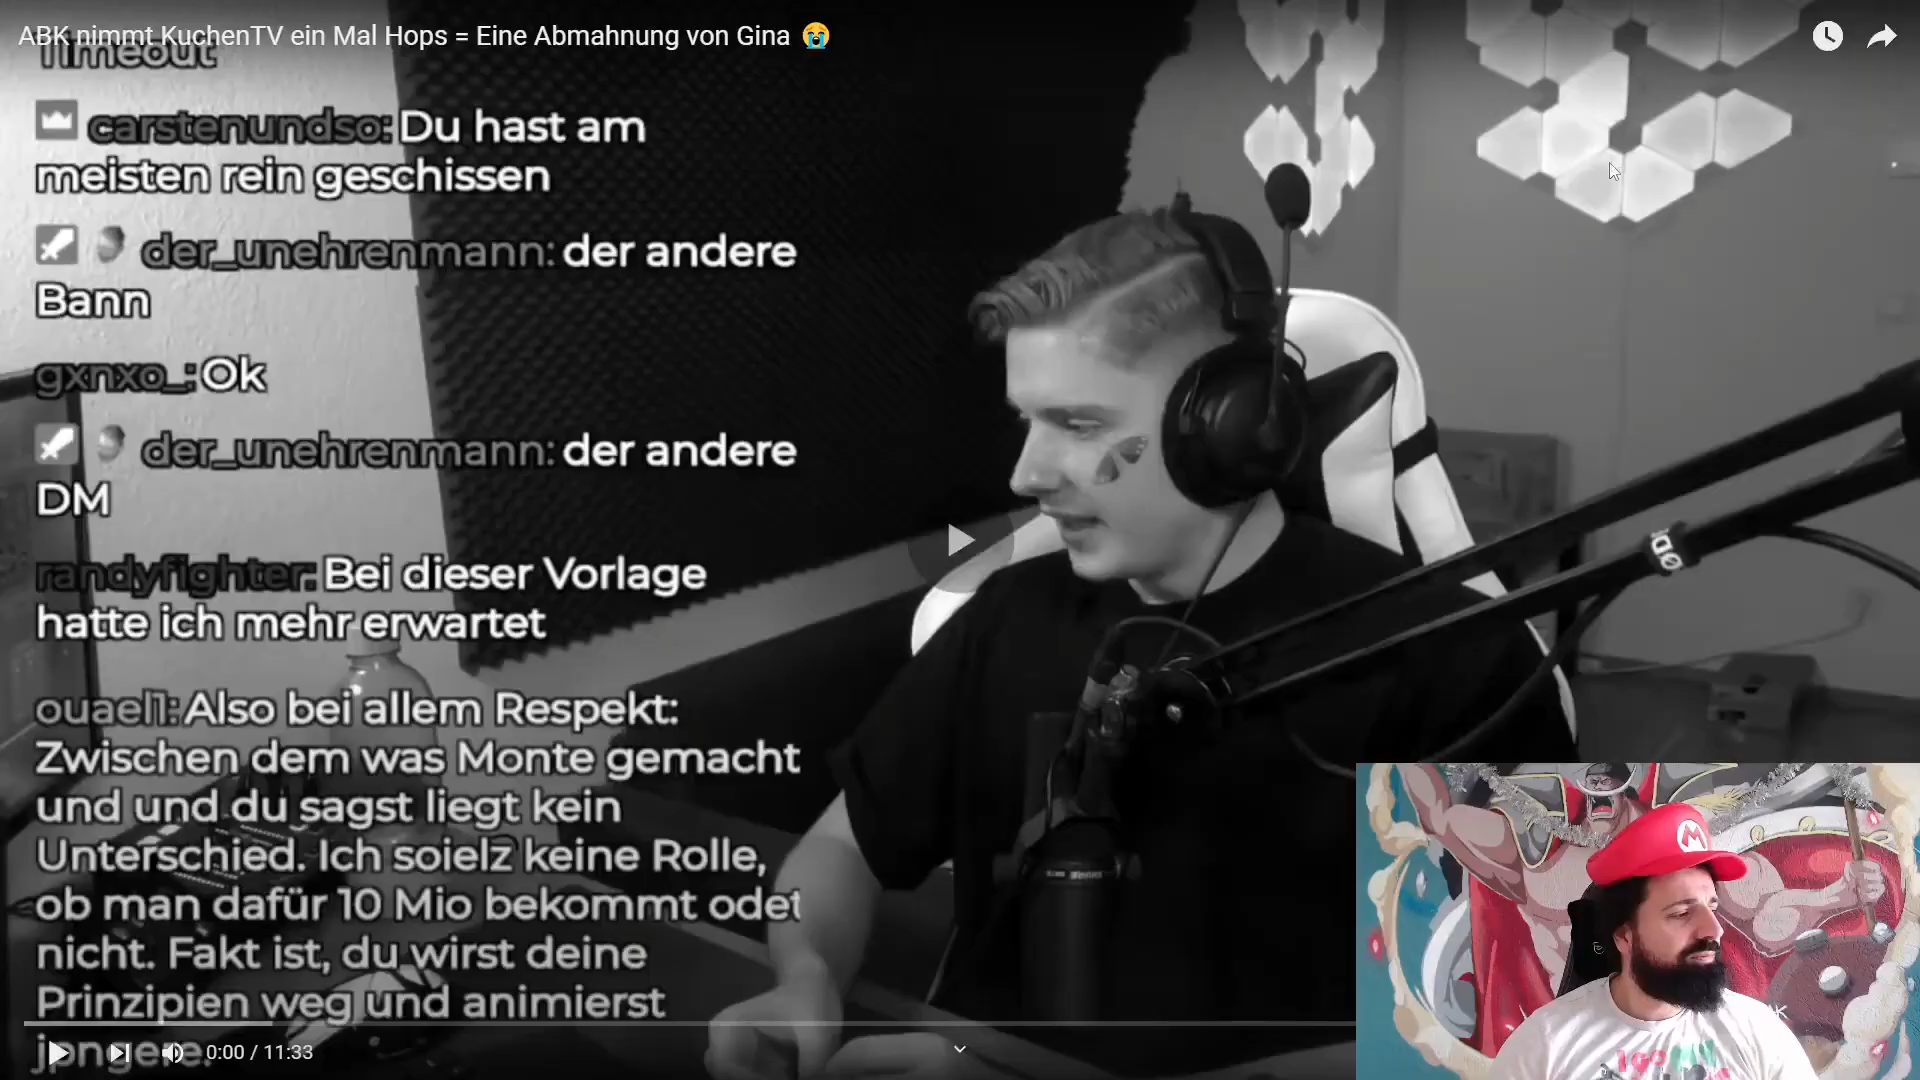 ABK nimmt KuchenTV ein Mal Hops = Eine Abmahnung von Gina 😭
Timeout
carstenundso: Du hast am
meisten rein geschissen
der_unehrenmann: der andere
Bann
gxnxo_: Ok
der_unehrenmann: der andere
DM
randyfighter: Bei dieser Vorlage
hatte ich mehr erwartet
ouael1: Also bei allem Respekt:
Zwischen dem was Monte gemacht
und und du sagst liegt kein
Unterschied. Ich soielz keine Rolle,
ob man dafür 10 Mio bekommt odet
nicht. Fakt ist, du wirst deine
Prinzipien weg und animierst
jpngere.
0:00 / 11:33
M